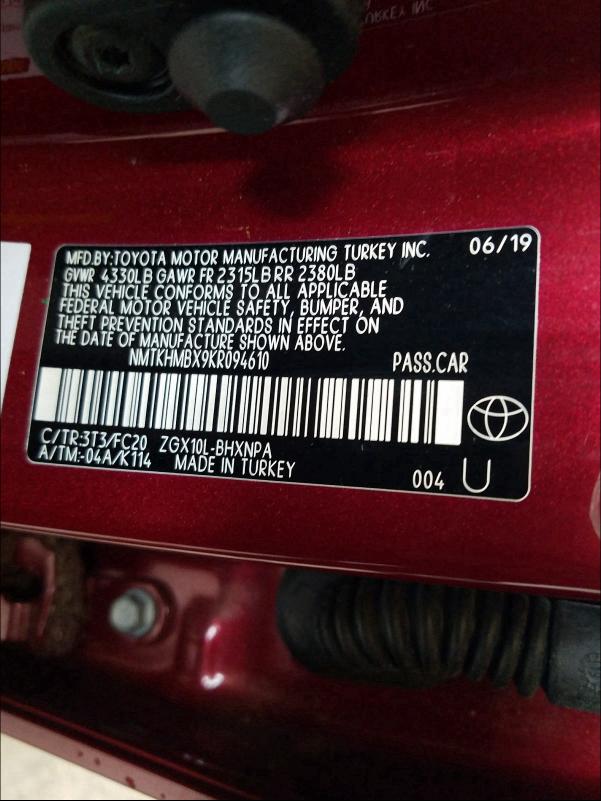 MFD.BY:TOYOTA MOTOR MANUFACTURING TURKEY INC. 06/19
GVWR 4330LB GAWR FR 2315LB RR 2380LB
THIS VEHICLE CONFORMS TO ALL APPLICABLE
FEDERAL MOTOR VEHICLE SAFETY, BUMPER, AND
THEFT PREVENTION STANDARDS IN EFFECT ON
THE DATE OF MANUFACTURE SHOWN ABOVE.
NMTKHMBX9KR094610 PASS.CAR
C/TR:3T3/FC20 ZGX10L-BHXNPA
A/TM:-04A/K114 MADE IN TURKEY
004 U